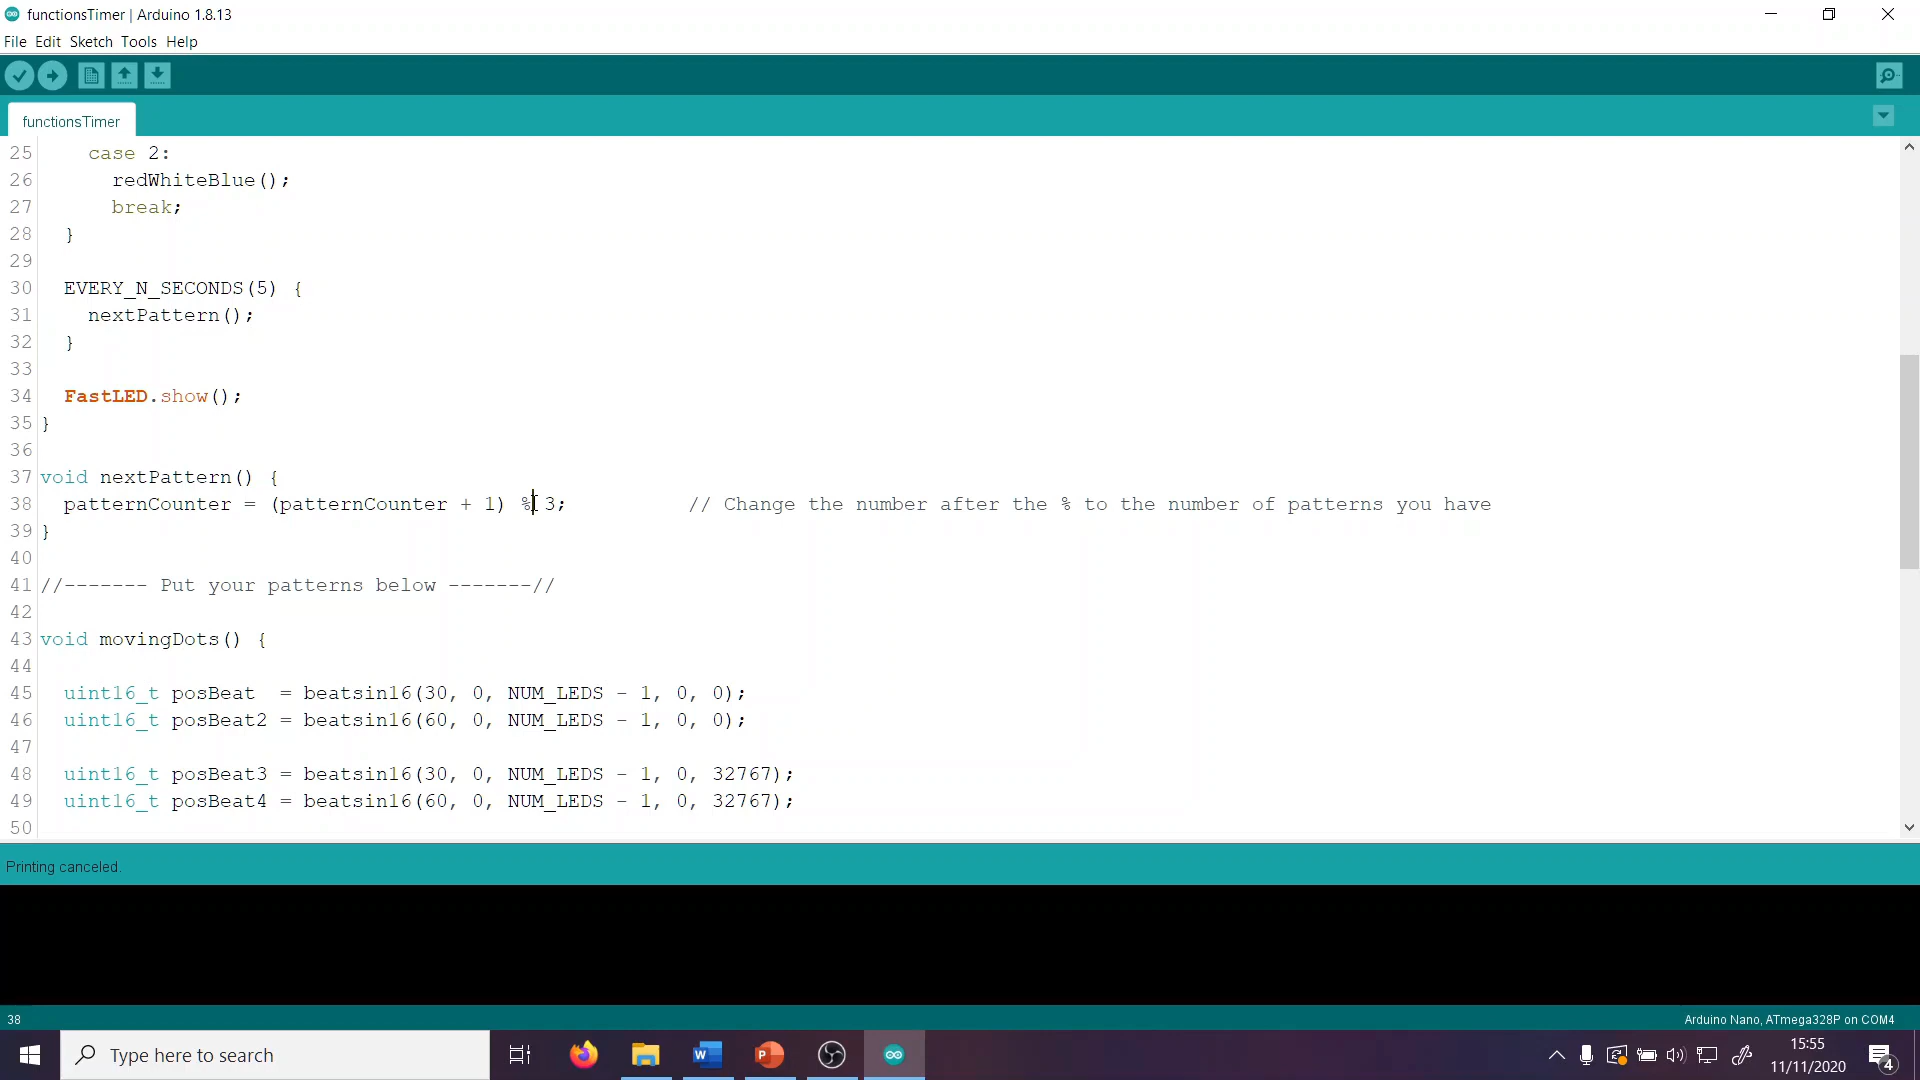 functionsTimer | Arduino 1.8.13
File Edit Sketch Tools Help
functionsTimer
25     case 2:
26       redWhiteBlue();
27       break;
28   }
29
30   EVERY_N_SECONDS(5) {
31     nextPattern();
32   }
33
34   FastLED.show();
35 }
36
37 void nextPattern() {
38   patternCounter = (patternCounter + 1) % 3;          // Change the number after the % to the number of patterns you have
39 }
40
41 //------- Put your patterns below -------//
42
43 void movingDots() {
44
45   uint16_t posBeat  = beatsin16(30, 0, NUM_LEDS - 1, 0, 0);
46   uint16_t posBeat2 = beatsin16(60, 0, NUM_LEDS - 1, 0, 0);
47
48   uint16_t posBeat3 = beatsin16(30, 0, NUM_LEDS - 1, 0, 32767);
49   uint16_t posBeat4 = beatsin16(60, 0, NUM_LEDS - 1, 0, 32767);
50
Printing canceled.
38 Arduino Nano, ATmega328P on COM4
Type here to search
15:55
11/11/2020
4